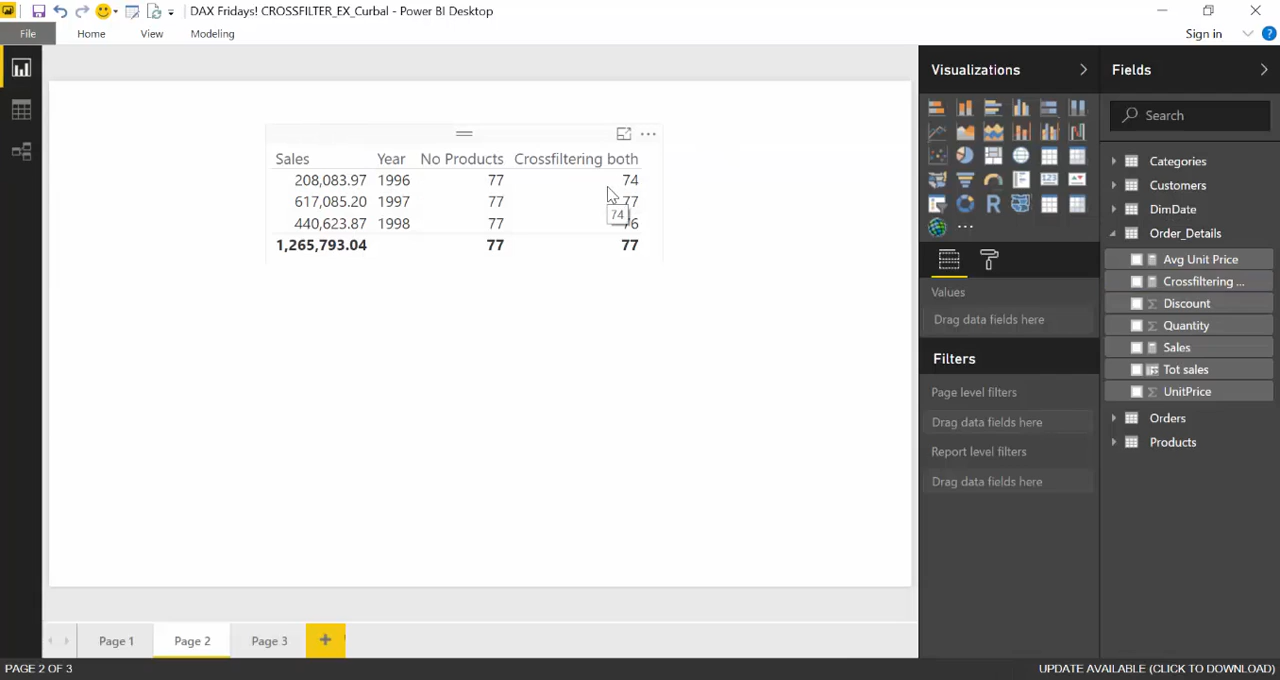 DAX Fridays! CROSSFILTER_EX_Curbal - Power BI Desktop
File Home View Modeling Sign in ?
Visualizations
Fields
Search
Sales Year No Products Crossfiltering both
208,083.97 1996 77 74
617,085.20 1997 77 77
440,623.87 1998 77 76
1,265,793.04 77 77
74
123
R
Values
Drag data fields here
Filters
Page level filters
Drag data fields here
Report level filters
Drag data fields here
Categories
Customers
DimDate
Order_Details
Avg Unit Price
Crossfiltering ...
Discount
Quantity
Sales
Tot sales
UnitPrice
Orders
Products
Page 1 Page 2 Page 3 +
PAGE 2 OF 3
UPDATE AVAILABLE (CLICK TO DOWNLOAD)